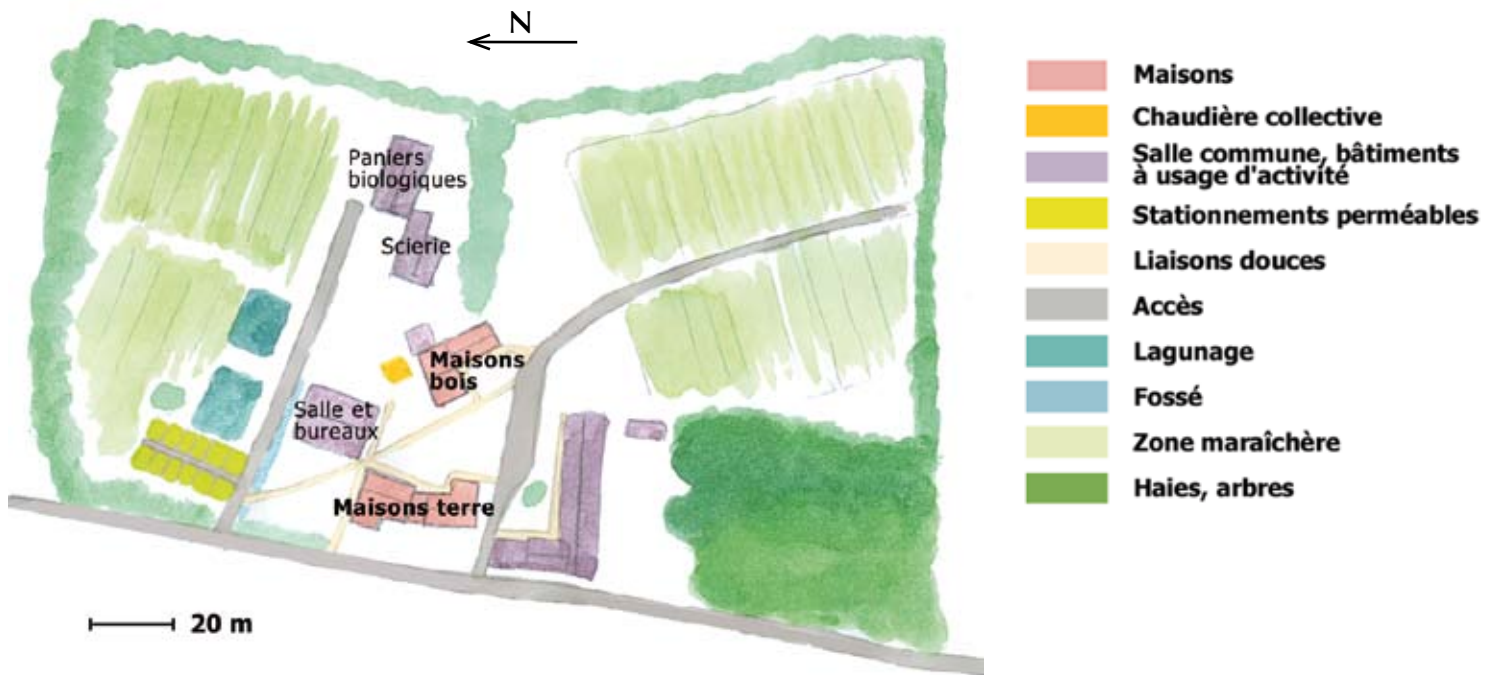 N
Paniers
biologiques
Scierie
Maisons
bois
Salle et
bureaux
Maisons terre
20 m
Maisons
Chaudière collective
Salle commune, bâtiments
à usage d'activité
Stationnements perméables
Liaisons douces
Accès
Lagunage
Fossé
Zone maraîchère
Haies, arbres